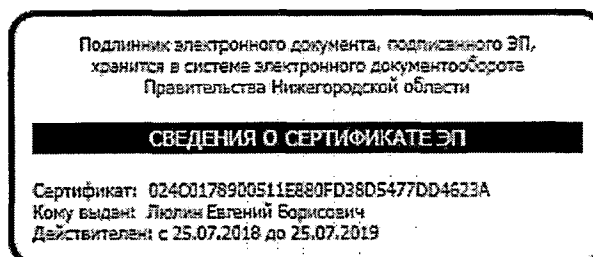 Подлинник электронного документа, подписанного ЭП,
хранится в системе электронного документооборота
Правительства Нижегородской области
СВЕДЕНИЯ О СЕРТИФИКАТЕ ЭП
Сертификат: 024C0178900511E880FD38D5477DD4623A
Кому выдан: Люлин Евгений Борисович
Действителен: с 25.07.2018 до 25.07.2019